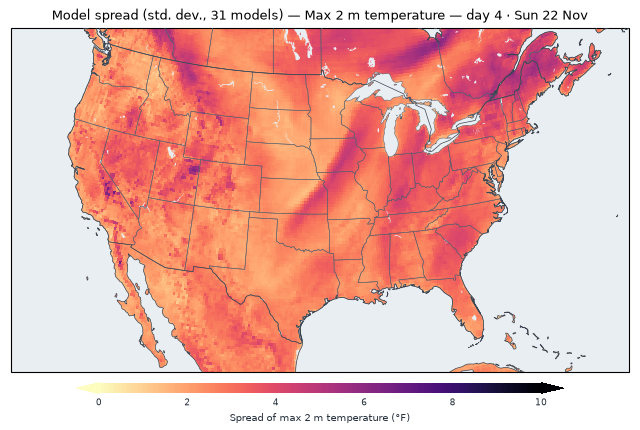 Model spread (std. dev., 31 models) — Max 2 m temperature — day 4 · Sun 22 Nov
0 2 4 6 8 10
Spread of max 2 m temperature (°F)